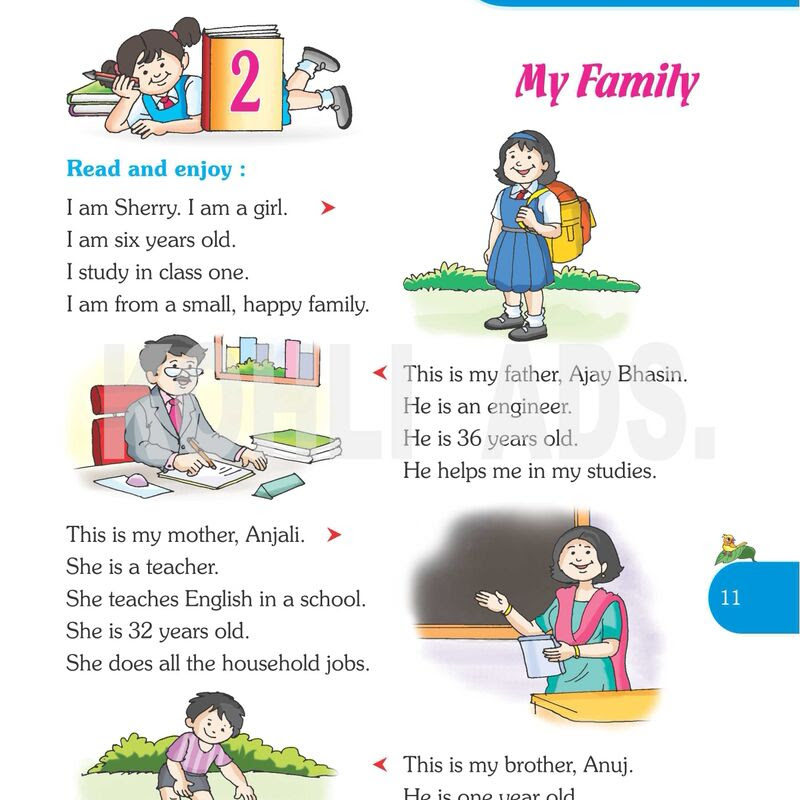 2
My Family
Read and enjoy :
I am Sherry. I am a girl.
I am six years old.
I study in class one.
I am from a small, happy family.
This is my father, Ajay Bhasin.
He is an engineer.
He is 36 years old.
He helps me in my studies.
KOHLI ADS.
This is my mother, Anjali.
She is a teacher.
She teaches English in a school.
She is 32 years old.
She does all the household jobs.
11
This is my brother, Anuj.
He is one year old